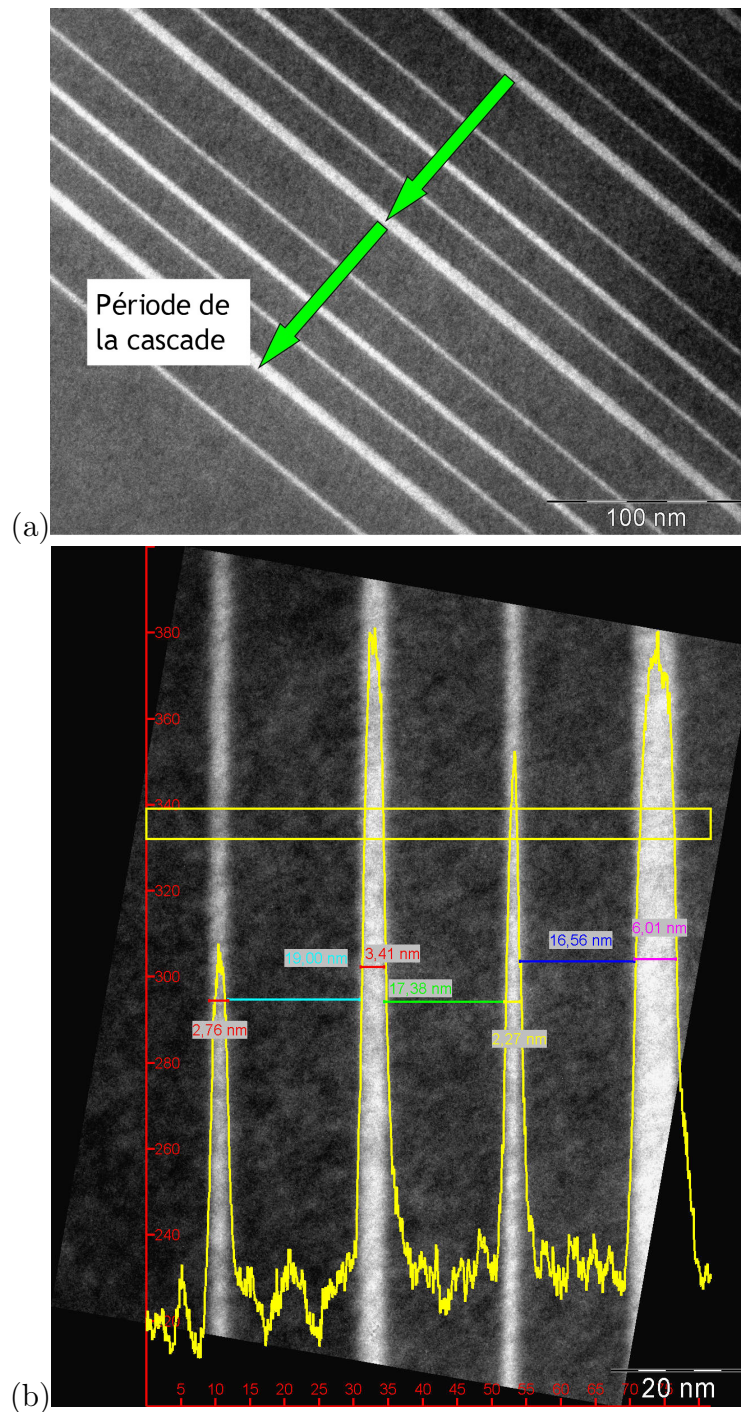 Période de
la cascade
100 nm
(a)
380
360
340
320
19,00 nm
3,41 nm
16,56 nm
6,01 nm
300
17,38 nm
2,76 nm
2,27 nm
280
260
240
5 10 15 20 25 30 35 40 45 50 55 60 65 70
20 nm
(b)